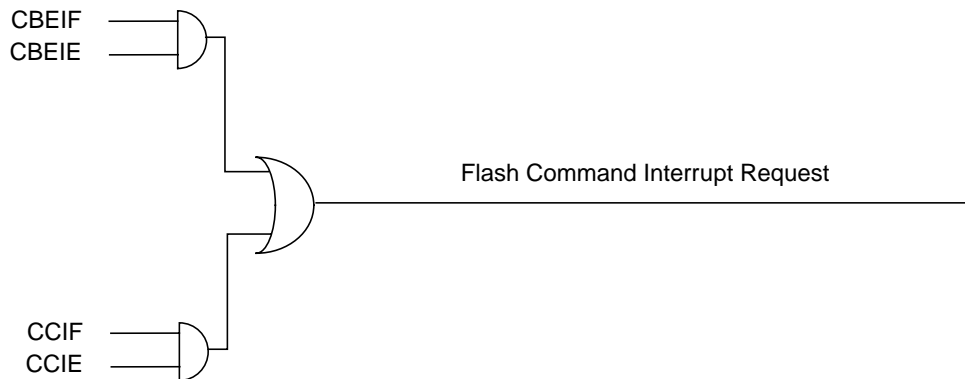 CBEIF
CBEIE
Flash Command Interrupt Request
CCIF
CCIE